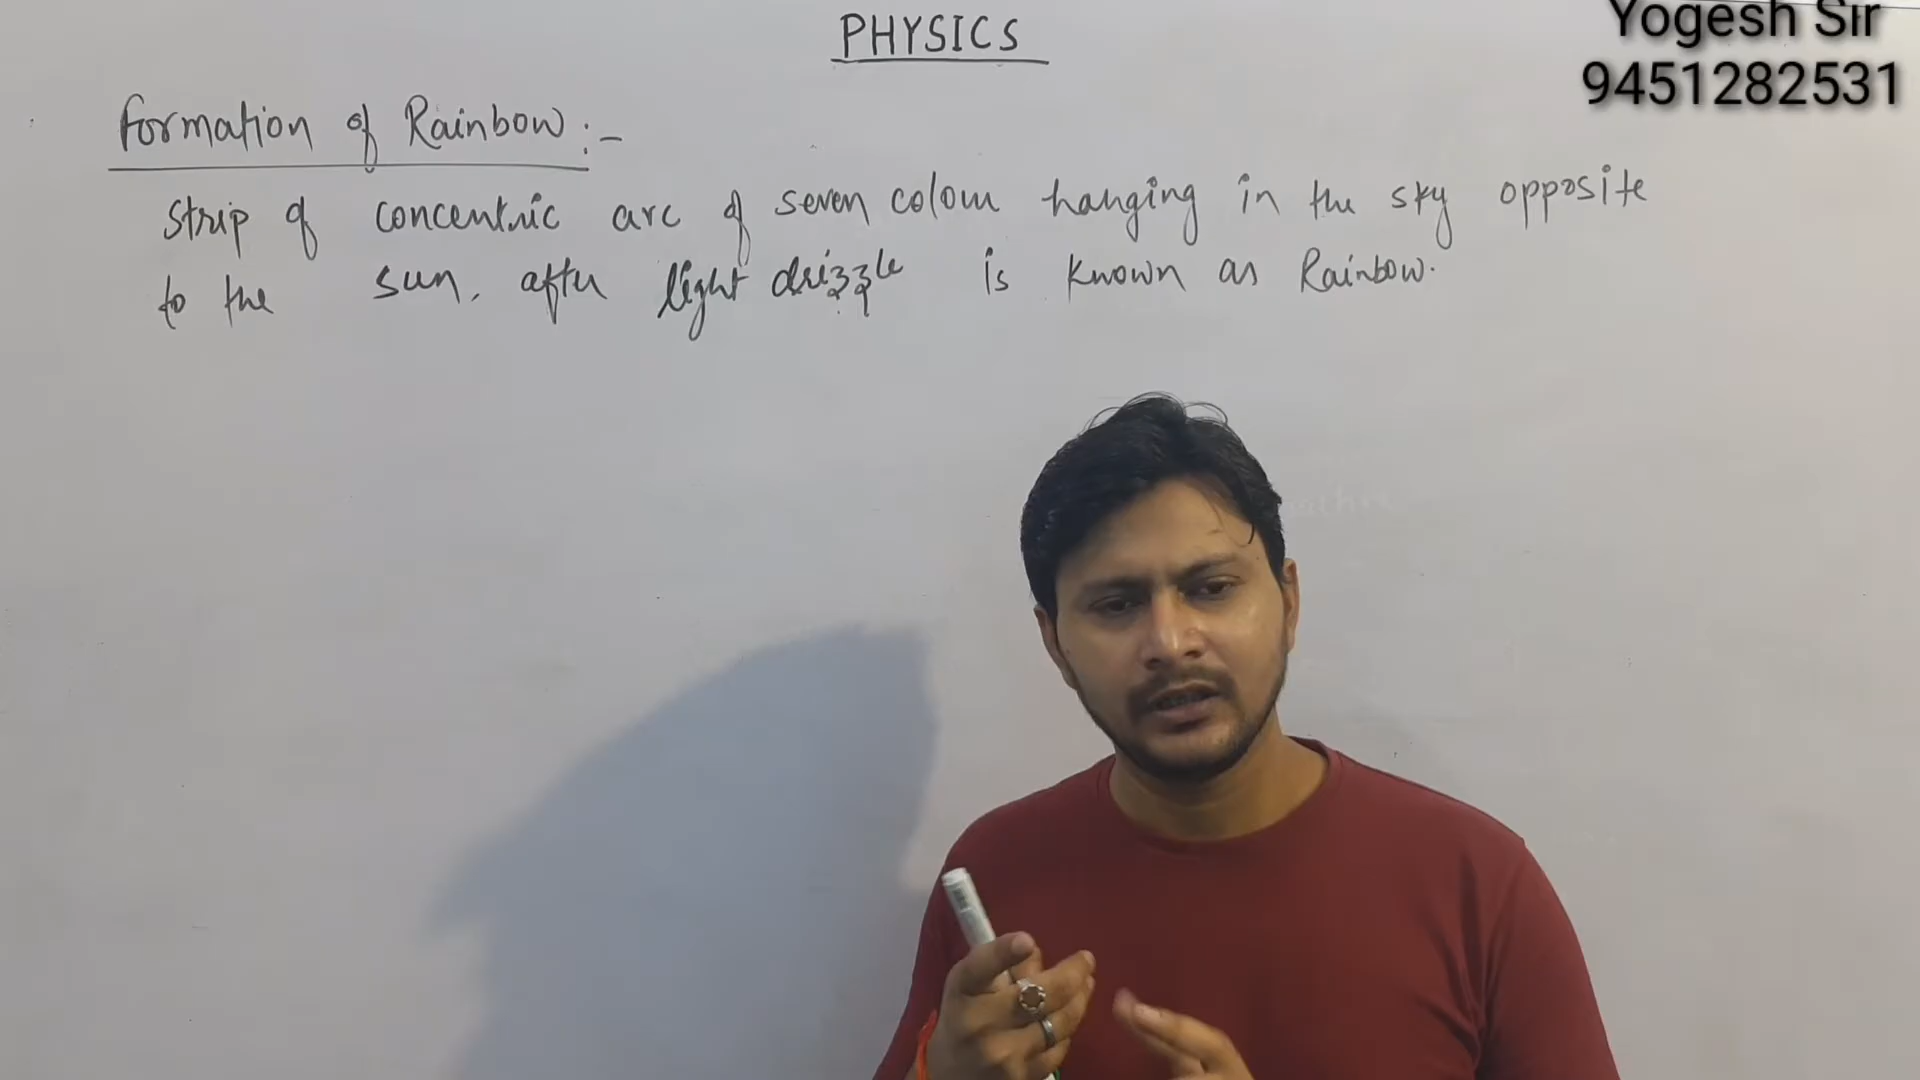 PHYSICS
Yogesh Sir
9451282531
Formation of Rainbow:-
Strip of concentric arc of seven colour hanging in the sky opposite
to the sun, after light drizzle is known as Rainbow.